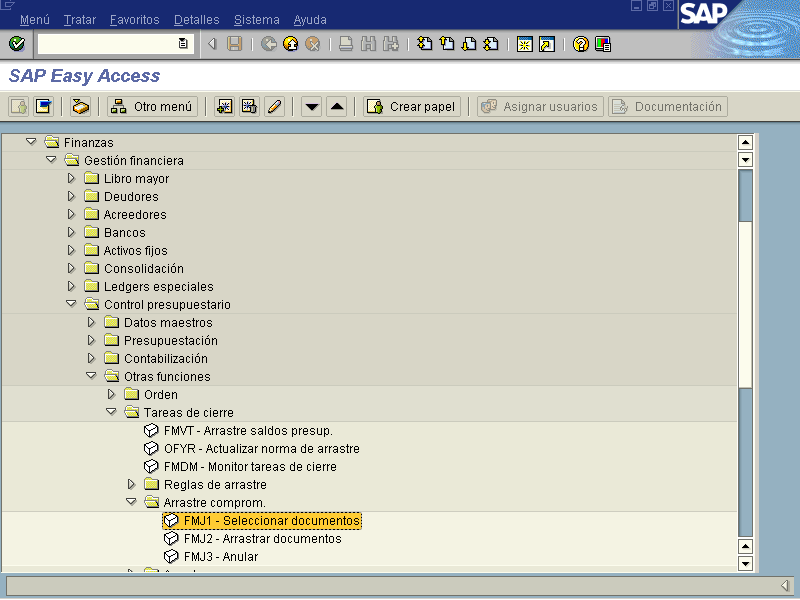 Menú Tratar Favoritos Detalles Sistema Ayuda
SAP
SAP Easy Access
Otro menú Crear papel Asignar usuarios Documentación
Finanzas
Gestión financiera
Libro mayor
Deudores
Acreedores
Bancos
Activos fijos
Consolidación
Ledgers especiales
Control presupuestario
Datos maestros
Presupuestación
Contabilización
Otras funciones
Orden
Tareas de cierre
FMVT - Arrastre saldos presup.
OFYR - Actualizar norma de arrastre
FMDM - Monitor tareas de cierre
Reglas de arrastre
Arrastre comprom.
FMJ1 - Seleccionar documentos
FMJ2 - Arrastrar documentos
FMJ3 - Anular